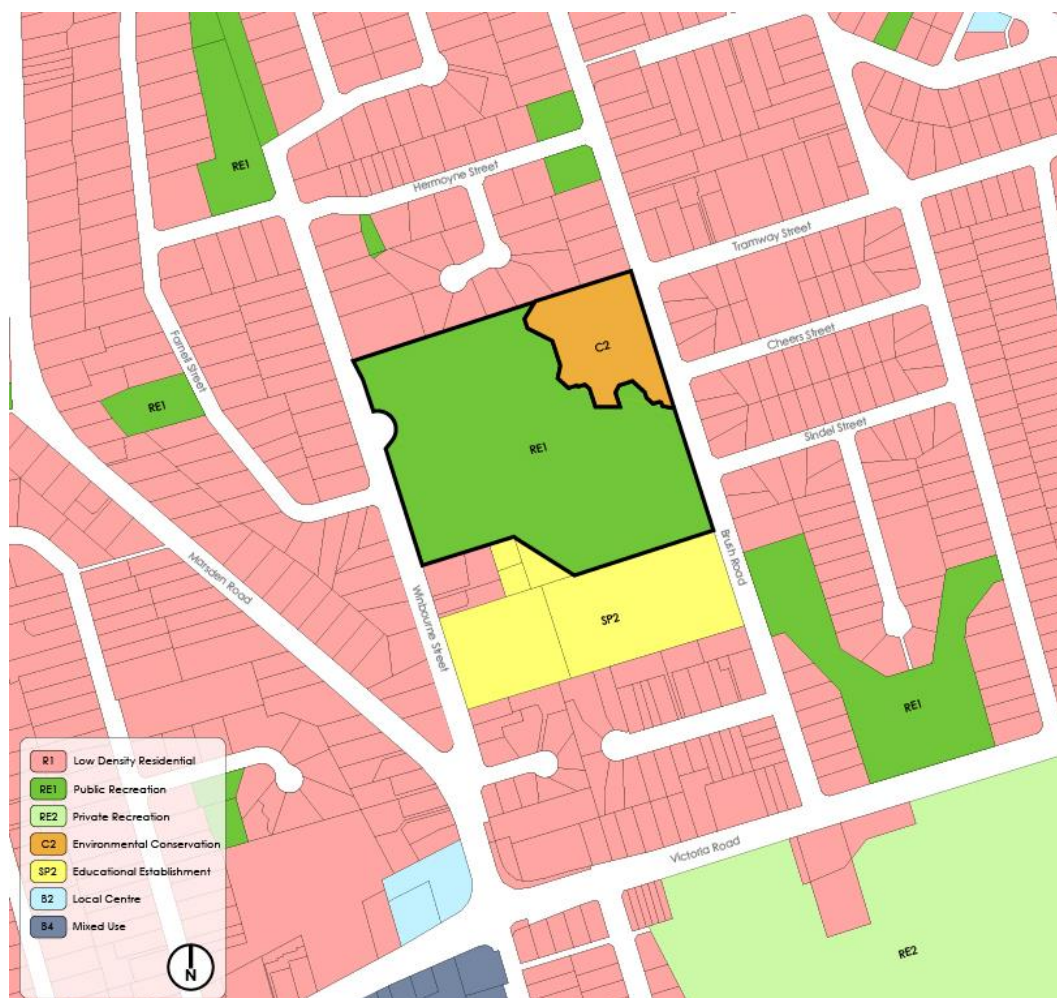 RE1
Hermoyne Street
Tramway Street
C2
Cheers Street
Farnell Street
RE1
RE1
Sindel Street
Marsden Road
Brush Road
Winbourne Street
SP2
RE1
Victoria Road
RE2
R1 Low Density Residential
RE1 Public Recreation
RE2 Private Recreation
C2 Environmental Conservation
SP2 Educational Establishment
B2 Local Centre
B4 Mixed Use
N